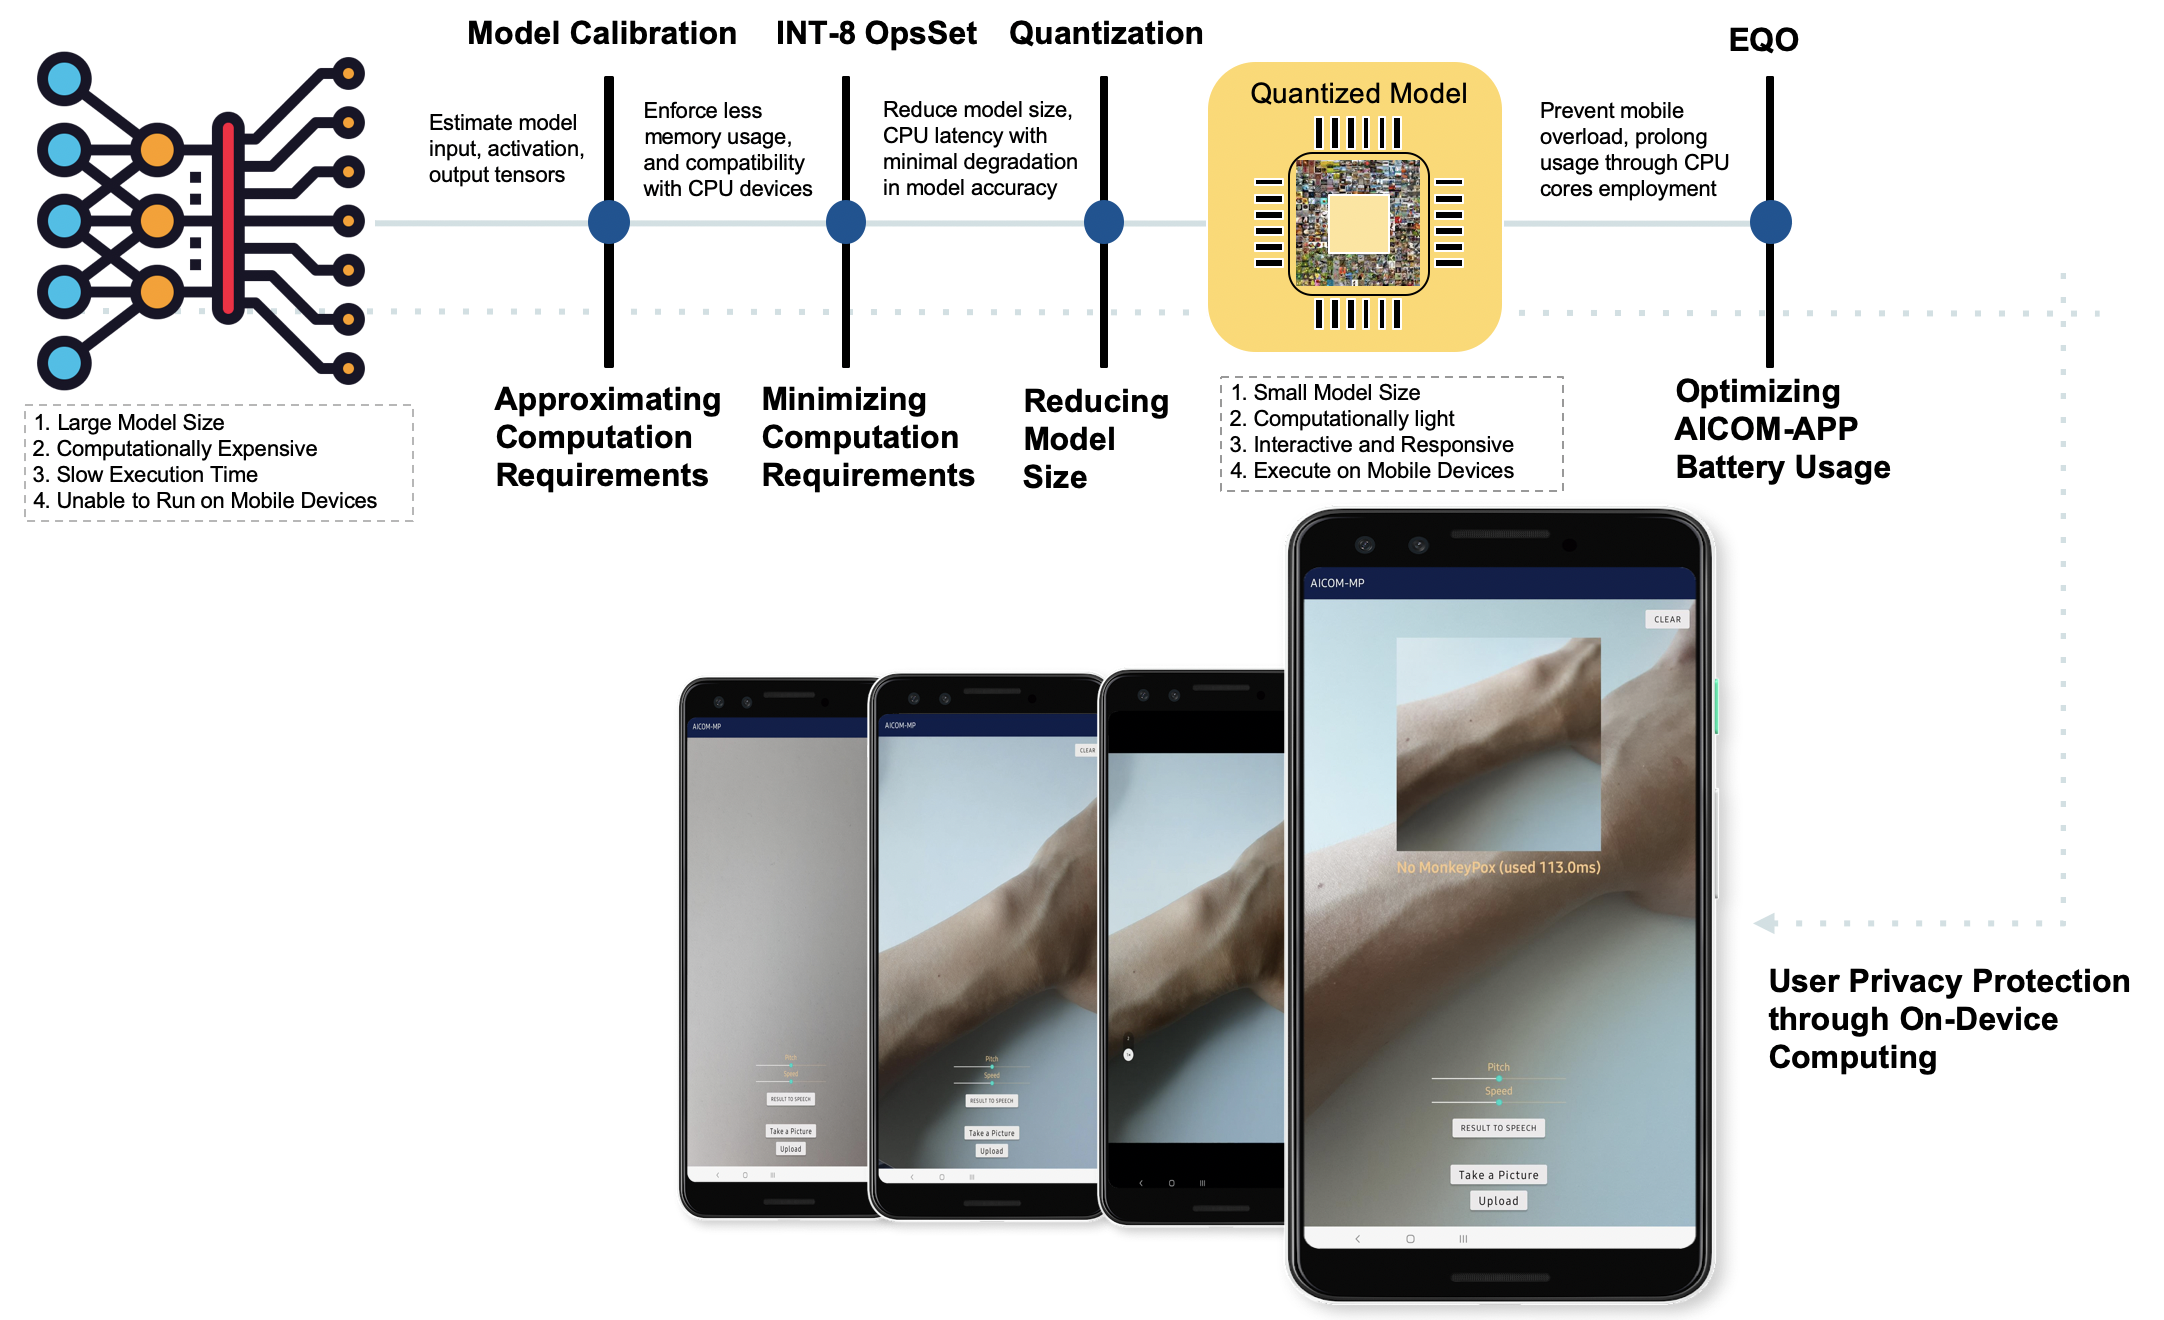 Model Calibration
INT-8 OpsSet
Quantization
EQO
Estimate model
input, activation,
output tensors
Enforce less
memory usage,
and compatibility
with CPU devices
Reduce model size,
CPU latency with
minimal degradation
in model accuracy
Quantized Model
Prevent mobile
overload, prolong
usage through CPU
cores employment
1. Large Model Size
2. Computationally Expensive
3. Slow Execution Time
4. Unable to Run on Mobile Devices
Approximating
Computation
Requirements
Minimizing
Computation
Requirements
Reducing
Model
Size
1. Small Model Size
2. Computationally light
3. Interactive and Responsive
4. Execute on Mobile Devices
Optimizing
AICOM-APP
Battery Usage
AICOM-MP
Pitch
Speed
RESULT TO SPEECH
Take a Picture
Upload
AICOM-MP
CLEAR
Pitch
Speed
RESULT TO SPEECH
Take a Picture
Upload
AICOM-MP
CLEAR
No MonkeyPox (used 113.0ms)
Pitch
Speed
RESULT TO SPEECH
Take a Picture
Upload
User Privacy Protection
through On-Device
Computing